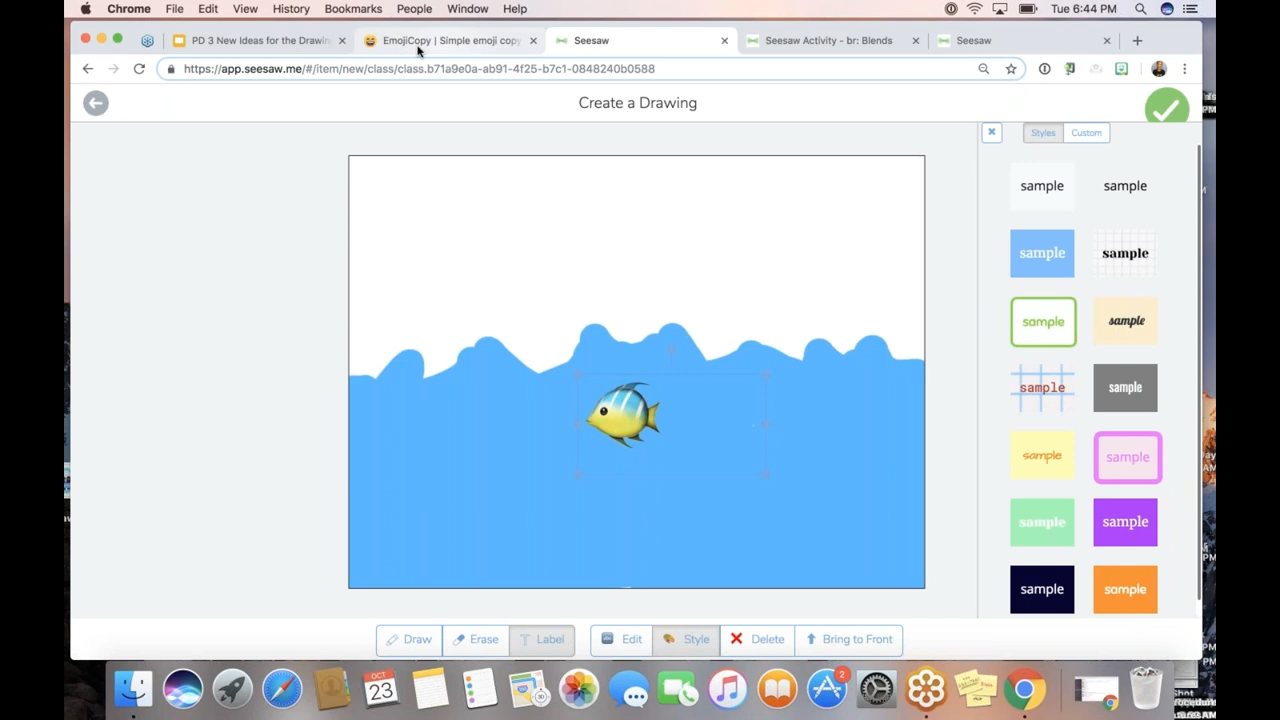 Chrome File Edit View History Bookmarks People Window Help Tue 6:44 PM
PD 3 New Ideas for the Drawin EmojiCopy | Simple emoji copy Seesaw Seesaw Activity - br: Blends Seesaw
https://app.seesaw.me/#/item/new/class/class.b71a9e0a-ab91-4f25-b7c1-0848240b0588
Create a Drawing
Styles Custom
sample sample
sample sample
sample sample
sample sample
sample sample
sample sample
sample sample
Draw Erase Label Edit Style Delete Bring to Front
OCT
23
30
2